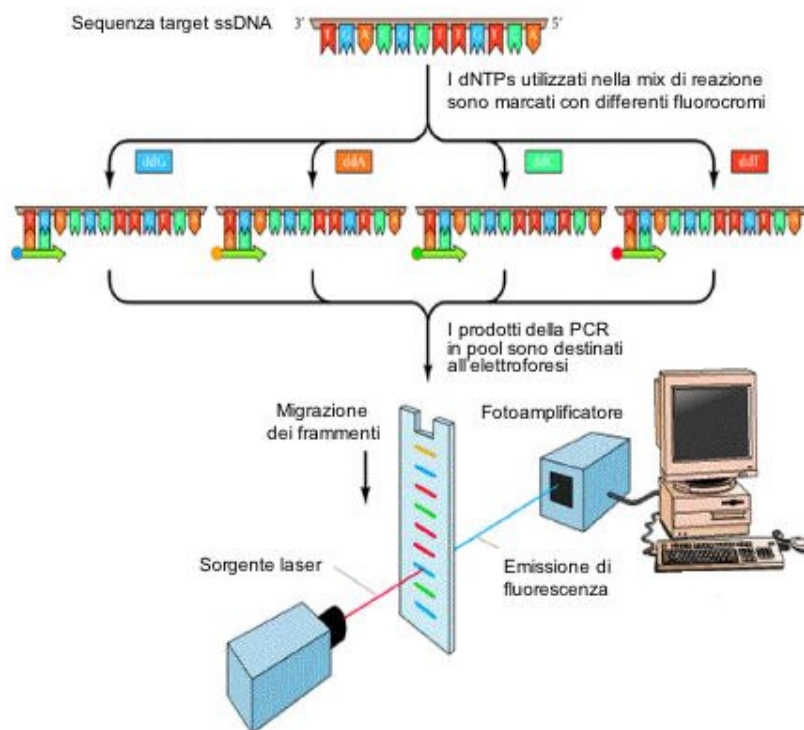 Sequenza target ssDNA
3' 5'
I dNTPs utilizzati nella mix di reazione
sono marcati con differenti fluorocromi
ddG ddA ddC ddT
I prodotti della PCR
in pool sono destinati
all'elettroforesi
Migrazione
dei frammenti
Fotoamplificatore
Sorgente laser
Emissione di
fluorescenza